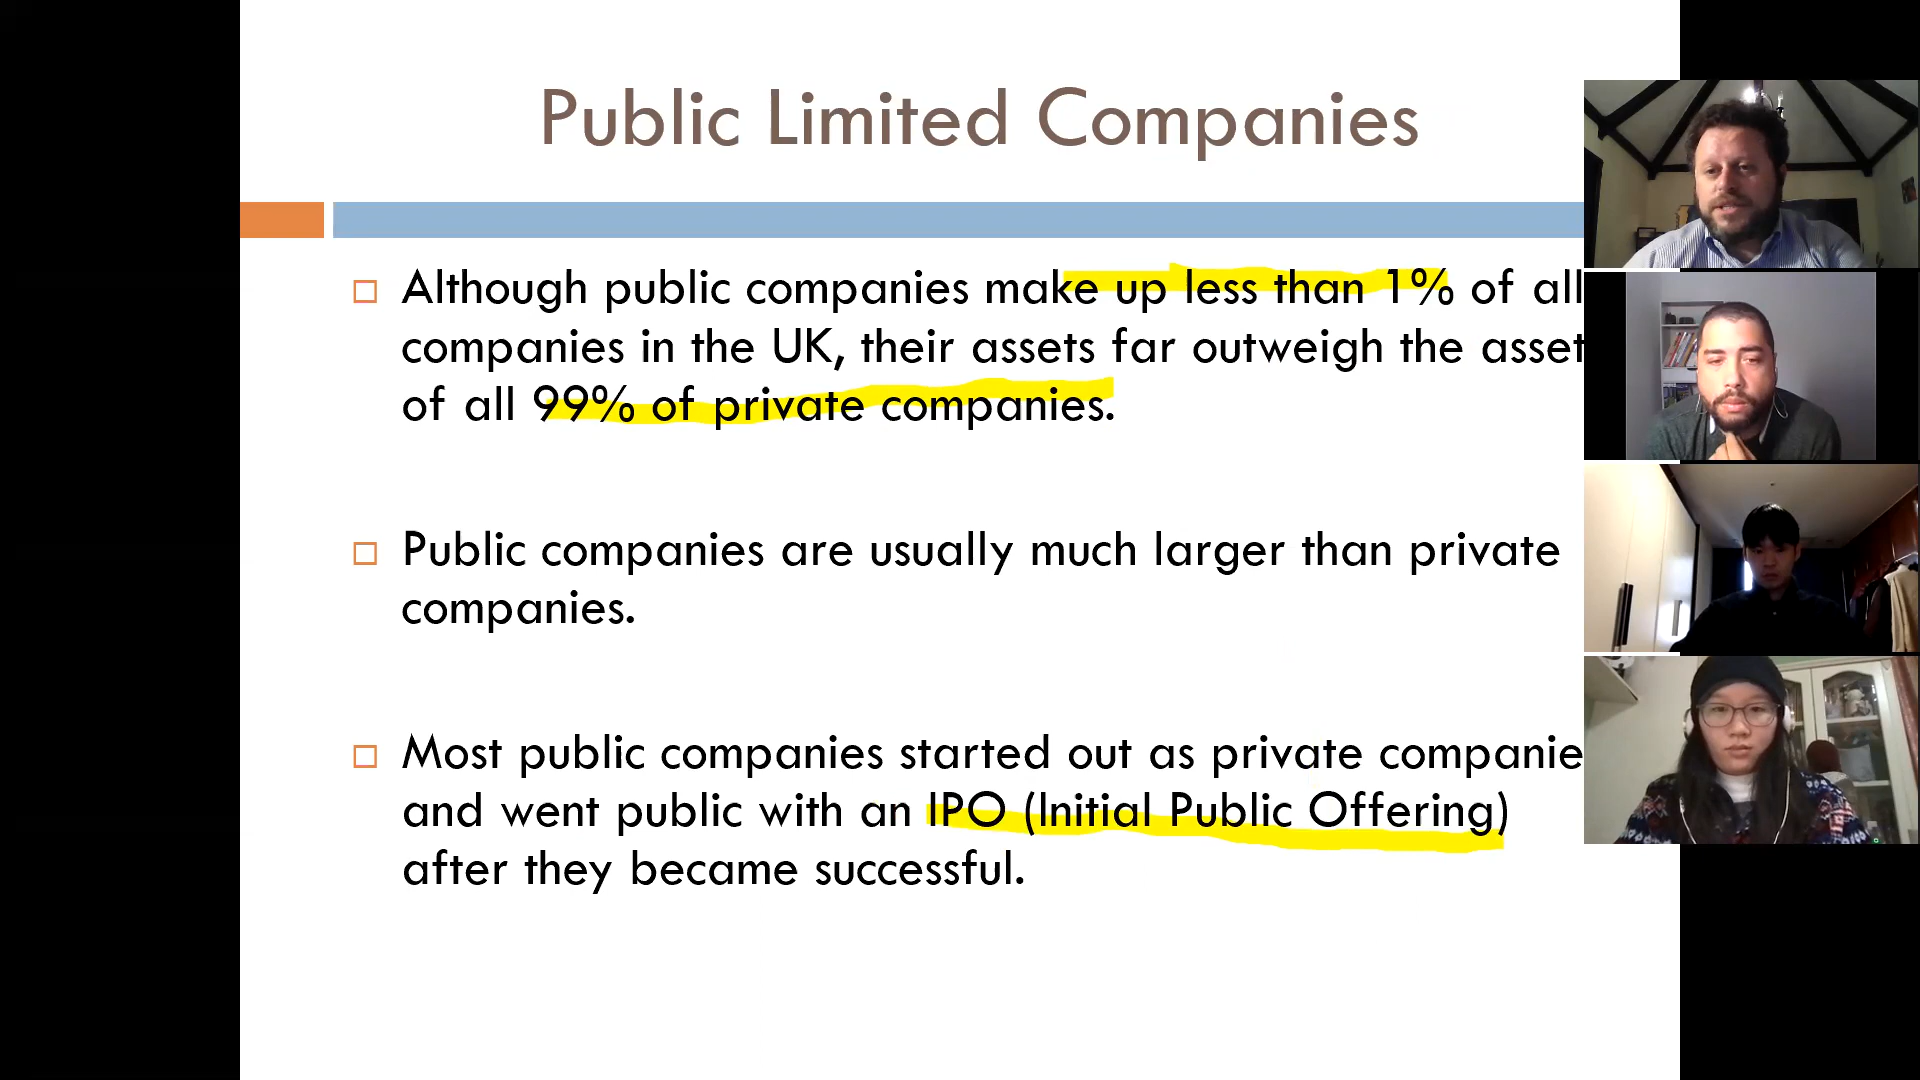 Public Limited Companies
Although public companies make up less than 1% of all
companies in the UK, their assets far outweigh the asset
of all 99% of private companies.
Public companies are usually much larger than private
companies.
Most public companies started out as private companie
and went public with an IPO (Initial Public Offering)
after they became successful.